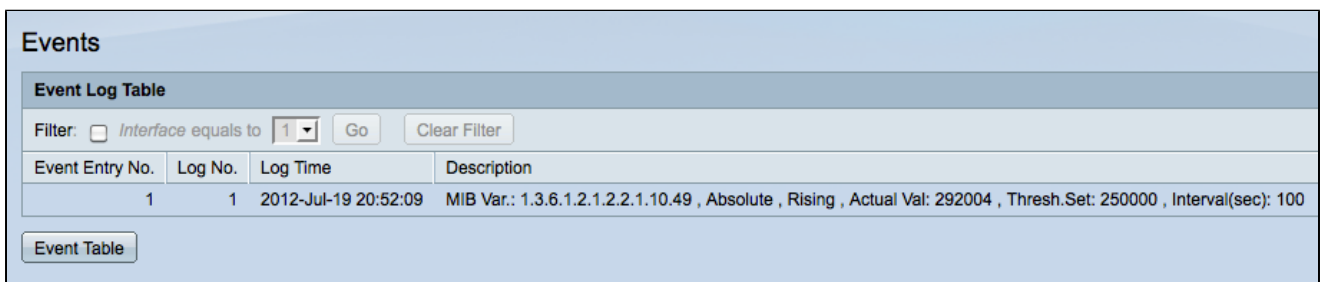 Events
Event Log Table
Filter: Interface equals to 1 Go Clear Filter
Event Entry No. Log No. Log Time Description
1 1 2012-Jul-19 20:52:09 MIB Var.: 1.3.6.1.2.1.2.2.1.10.49 , Absolute , Rising , Actual Val: 292004 , Thresh.Set: 250000 , Interval(sec): 100
Event Table